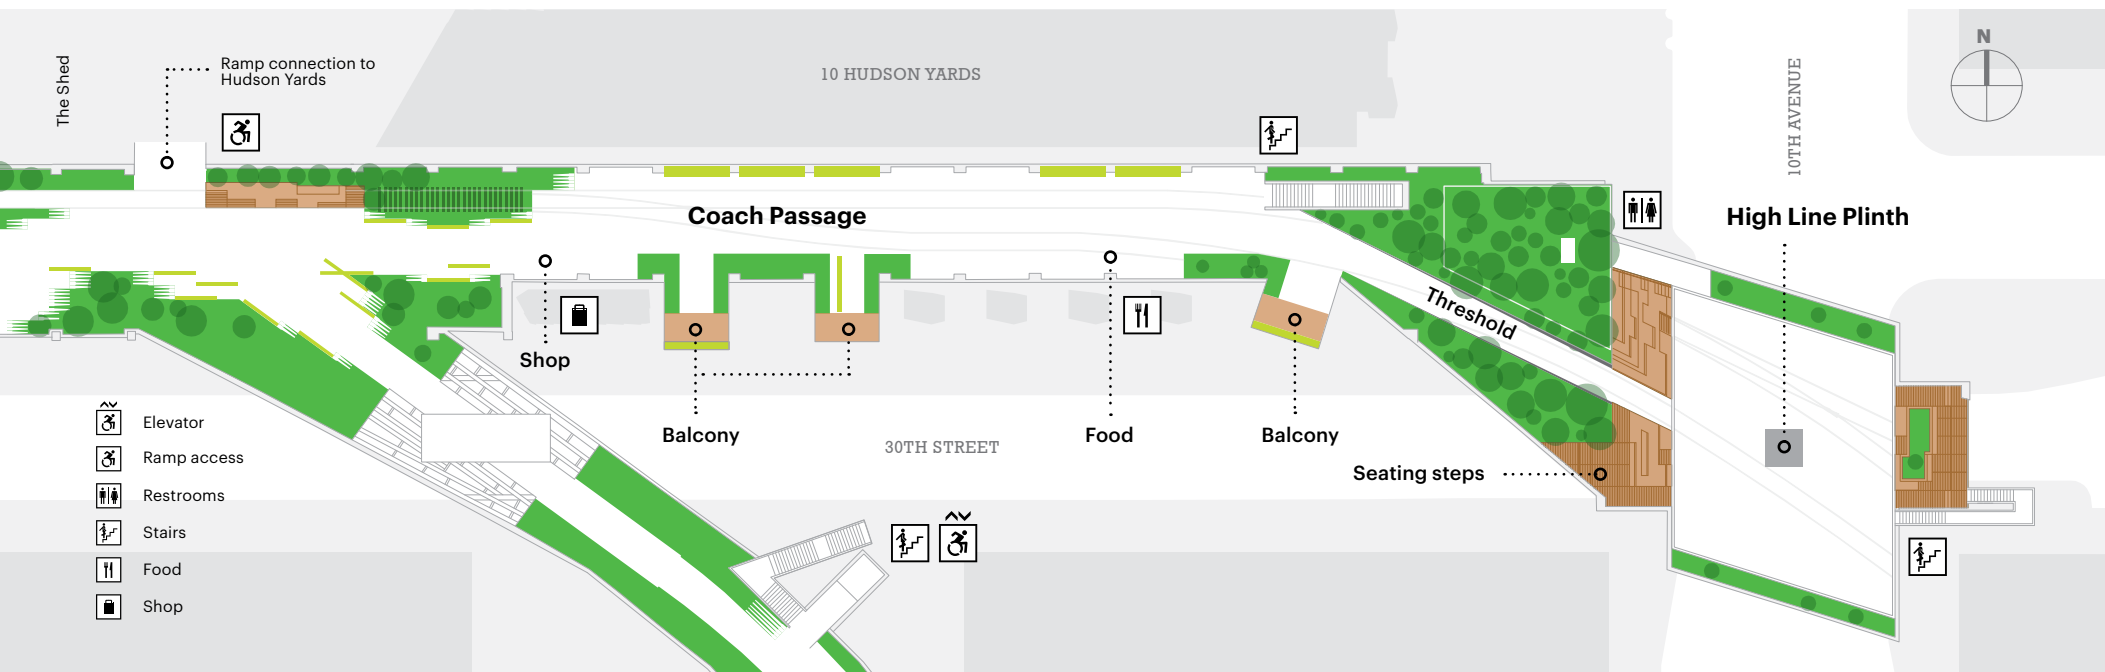 The Shed
Ramp connection to
Hudson Yards
10 HUDSON YARDS
10TH AVENUE
N
Coach Passage
High Line Plinth
Threshold
Shop
Balcony
Food
Balcony
30TH STREET
Seating steps
Elevator
Ramp access
Restrooms
Stairs
Food
Shop